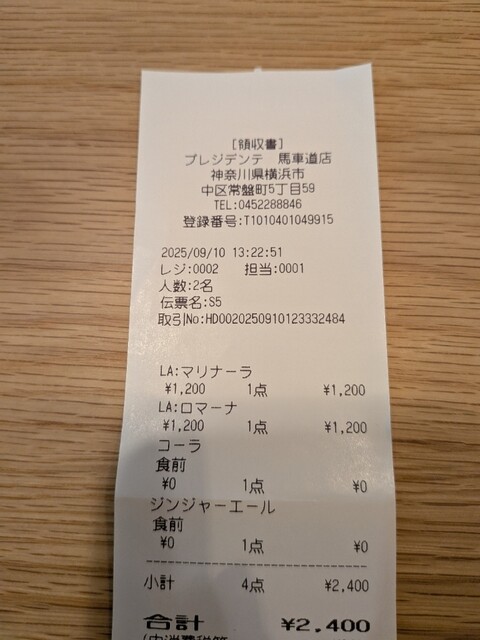 [領収書]
プレジデンテ 馬車道店
神奈川県横浜市
中区常盤町5丁目59
TEL:0452288846
登録番号:T1010401049915
2025/09/10 13:22:51
レジ:0002 担当:0001
人数:2名
伝票名:S5
取引No:HD0020250910123332484
LA:マリナーラ
¥1,200 1点 ¥1,200
LA:ロマーナ
¥1,200 1点 ¥1,200
コーラ
食前
¥0 1点 ¥0
ジンジャーエール
食前
¥0 1点 ¥0
小計 4点 ¥2,400
合計 ¥2,400